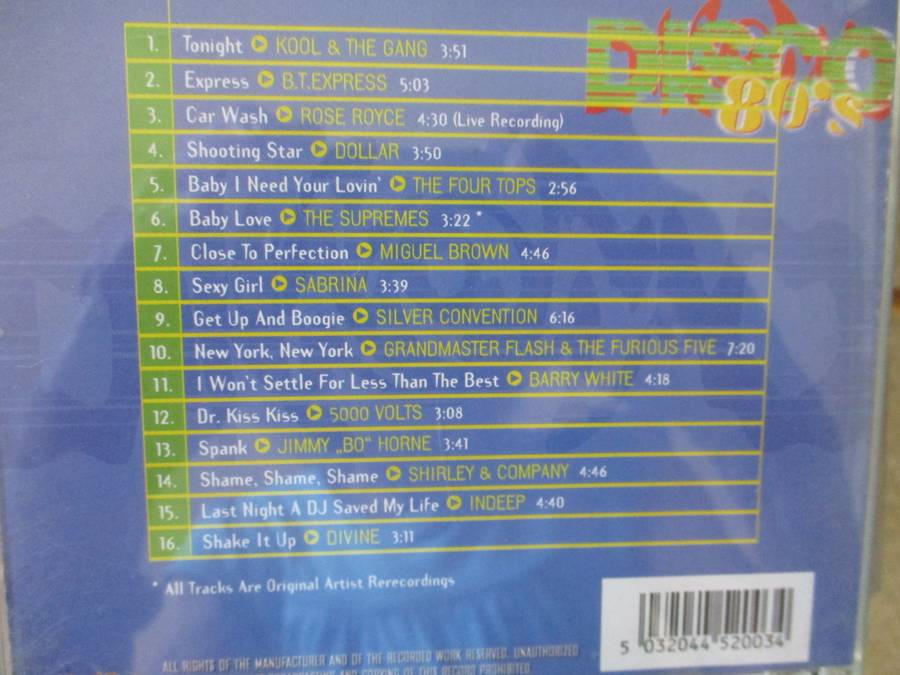 DISCO
80's
1. Tonight KOOL & THE GANG 3:51
2. Express B.T.EXPRESS 5:03
3. Car Wash ROSE ROYCE 4:30 (Live Recording)
4. Shooting Star DOLLAR 3:50
5. Baby I Need Your Lovin' THE FOUR TOPS 2:56
6. Baby Love THE SUPREMES 3:22 *
7. Close To Perfection MIGUEL BROWN 4:46
8. Sexy Girl SABRINA 3:39
9. Get Up And Boogie SILVER CONVENTION 6:16
10. New York, New York GRANDMASTER FLASH & THE FURIOUS FIVE 7:20
11. I Won't Settle For Less Than The Best BARRY WHITE 4:18
12. Dr. Kiss Kiss 5000 VOLTS 3:08
13. Spank JIMMY „BO“ HORNE 3:41
14. Shame, Shame, Shame SHIRLEY & COMPANY 4:46
15. Last Night A DJ Saved My Life INDEEP 4:40
16. Shake It Up DIVINE 3:11
* All Tracks Are Original Artist Rerecordings
5 032044 520034
ALL RIGHTS OF THE MANUFACTURER AND OF THE RECORDED WORK RESERVED. UNAUTHORIZED
BROADCASTING AND COPYING OF THIS RECORD PROHIBITED.